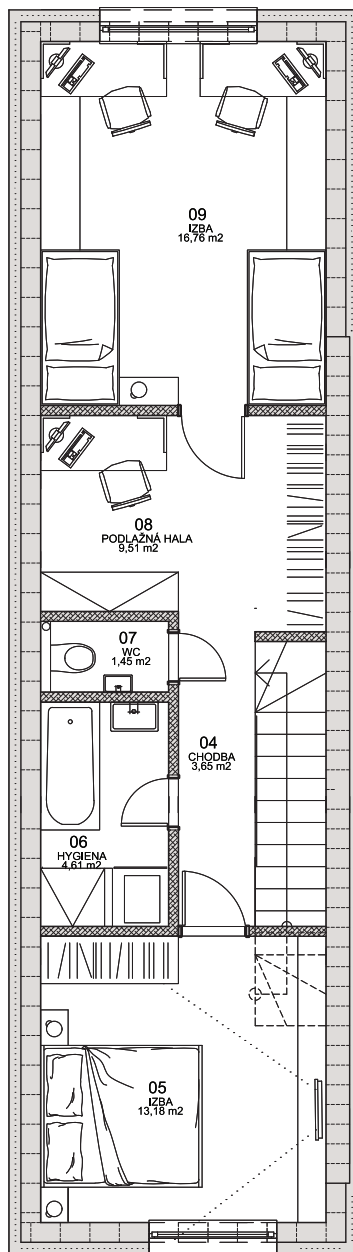 09
IZBA
16,76 m2
08
PODLAŽNÁ HALA
9,51 m2
07
WC
1,45 m2
04
CHODBA
3,65 m2
06
HYGIENA
4,61 m2
05
IZBA
13,18 m2